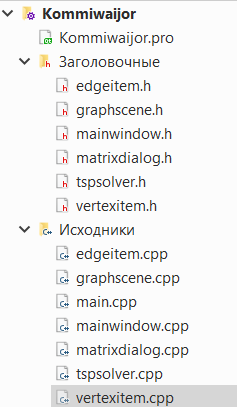 Kommiwaijor
Kommiwaijor.pro
Заголовочные
edgeitem.h
graphscene.h
mainwindow.h
matrixdialog.h
tspsolver.h
vertexitem.h
Исходники
edgeitem.cpp
graphscene.cpp
main.cpp
mainwindow.cpp
matrixdialog.cpp
tspsolver.cpp
vertexitem.cpp